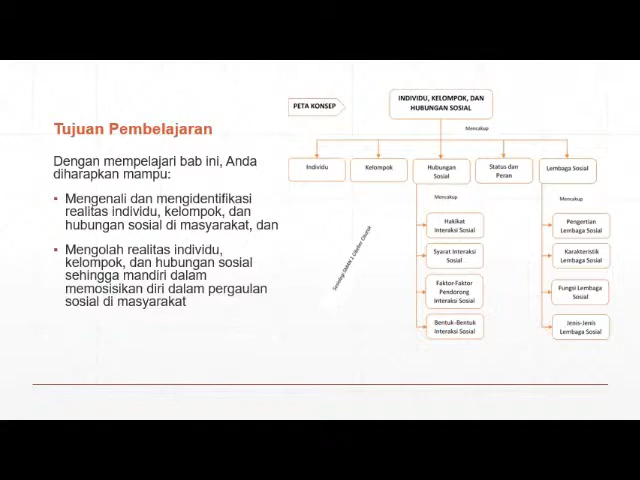 Tujuan Pembelajaran
Dengan mempelajari bab ini, Anda
diharapkan mampu:
▪ Mengenali dan mengidentifikasi
realitas individu, kelompok, dan
hubungan sosial di masyarakat, dan
▪ Mengolah realitas individu,
kelompok, dan hubungan sosial
sehingga mandiri dalam
memosisikan diri dalam pergaulan
sosial di masyarakat
PETA KONSEP
INDIVIDU, KELOMPOK, DAN
HUBUNGAN SOSIAL
Mencakup
Individu
Kelompok
Hubungan
Sosial
Status dan
Peran
Lembaga Sosial
Mencakup
Hakikat
Interaksi Sosial
Syarat Interaksi
Sosial
Faktor-Faktor
Pendorong
Interaksi Sosial
Bentuk-Bentuk
Interaksi Sosial
Mencakup
Pengertian
Lembaga Sosial
Karakteristik
Lembaga Sosial
Fungsi Lembaga
Sosial
Jenis-Jenis
Lembaga Sosial